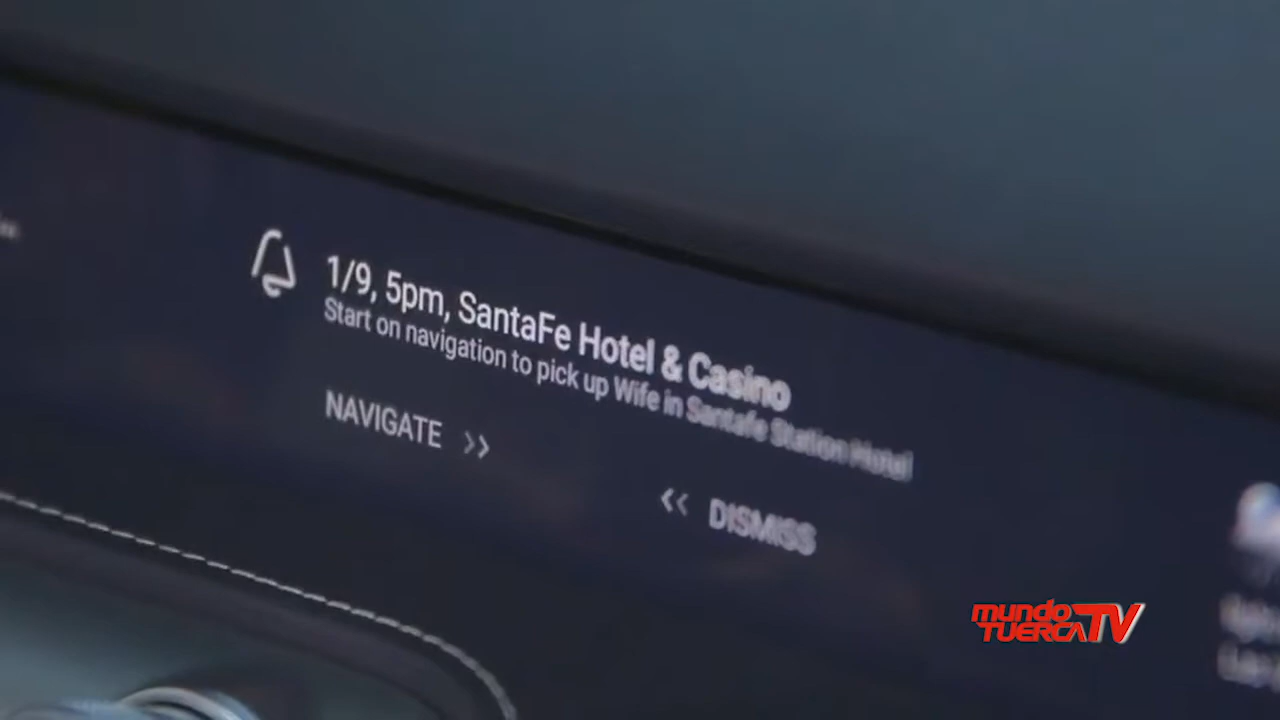 1/9, 5pm, SantaFe Hotel & Casino
Start on navigation to pick up Wife in Santafe Station Hotel
NAVIGATE >>
<< DISMISS
mundo
TUERCA TV